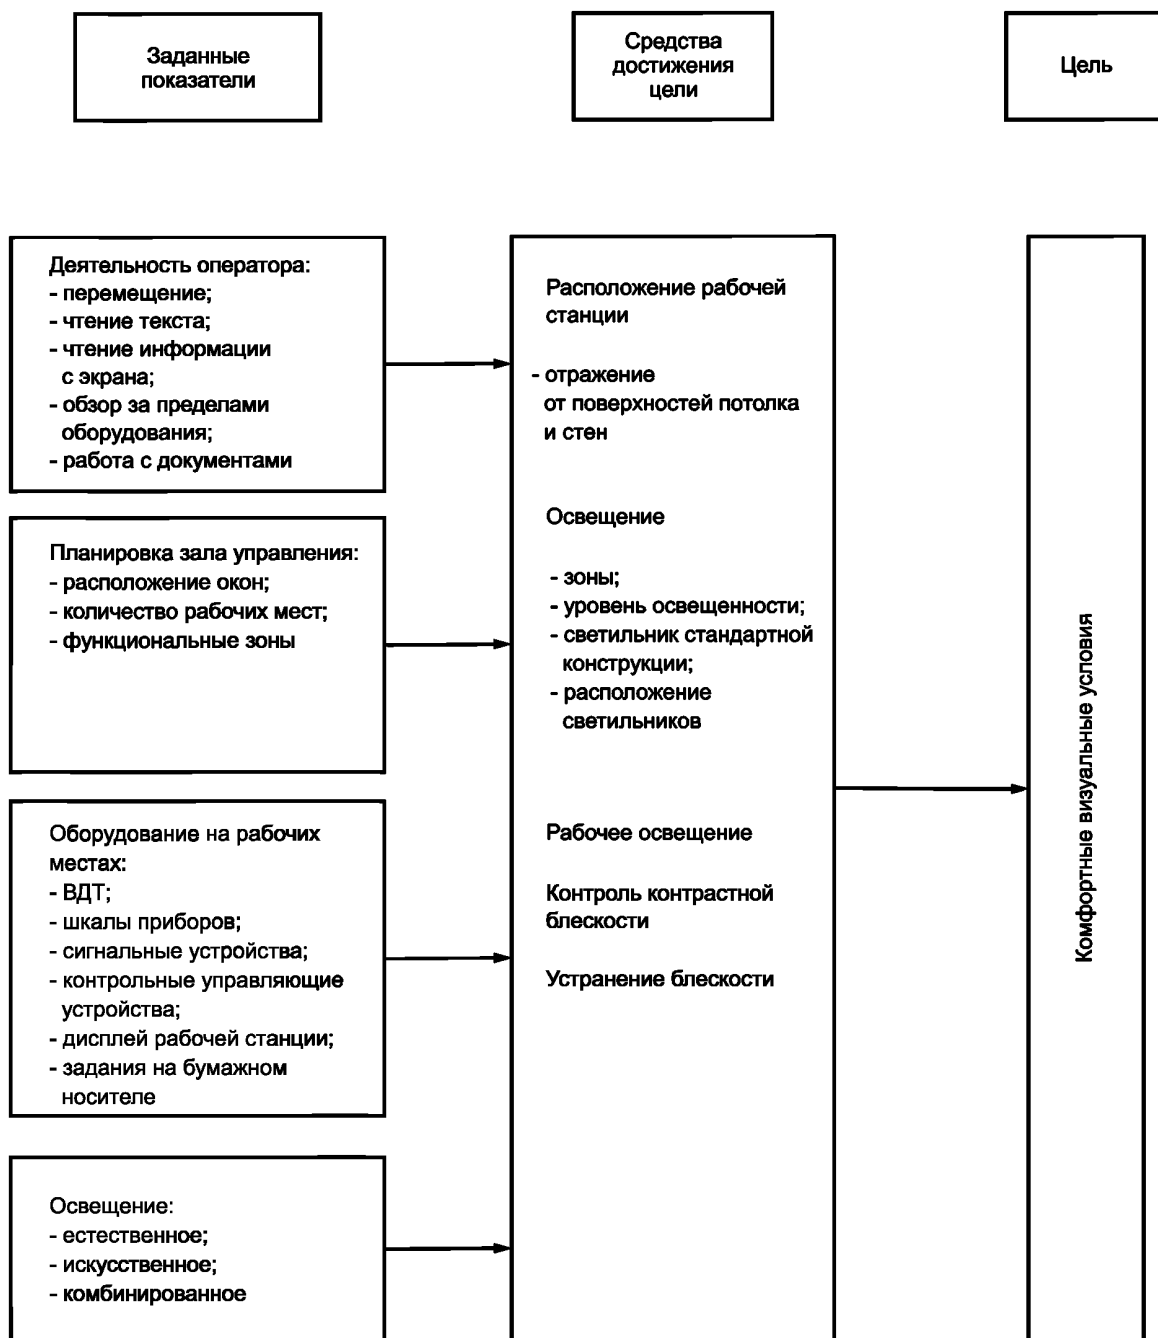 Заданные
показатели
Средства
достижения
цели
Цель
Деятельность оператора:
- перемещение;
- чтение текста;
- чтение информации
с экрана;
- обзор за пределами
оборудования;
- работа с документами
Планировка зала управления:
- расположение окон;
- количество рабочих мест;
- функциональные зоны
Оборудование на рабочих
местах:
- ВДТ;
- шкалы приборов;
- сигнальные устройства;
- контрольные управляющие
устройства;
- дисплей рабочей станции;
- задания на бумажном
носителе
Освещение:
- естественное;
- искусственное;
- комбинированное
Расположение рабочей
станции
- отражение
от поверхностей потолка
и стен
Освещение
- зоны;
- уровень освещенности;
- светильник стандартной
конструкции;
- расположение
светильников
Рабочее освещение
Контроль контрастной
блескости
Устранение блескости
Комфортные визуальные условия